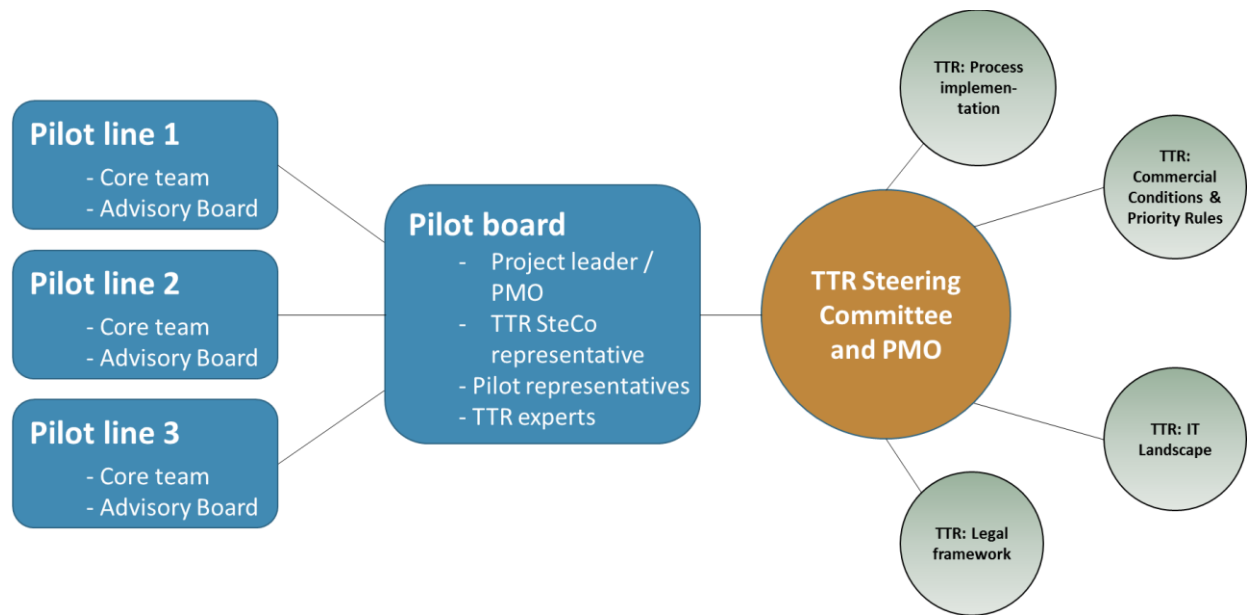 Pilot line 1
- Core team
- Advisory Board
Pilot line 2
- Core team
- Advisory Board
Pilot line 3
- Core team
- Advisory Board
Pilot board
- Project leader /
PMO
- TTR SteCo
representative
- Pilot representatives
- TTR experts
TTR Steering
Committee
and PMO
TTR: Process
implemen-
tation
TTR:
Commercial
Conditions &
Priority Rules
TTR: IT
Landscape
TTR: Legal
framework